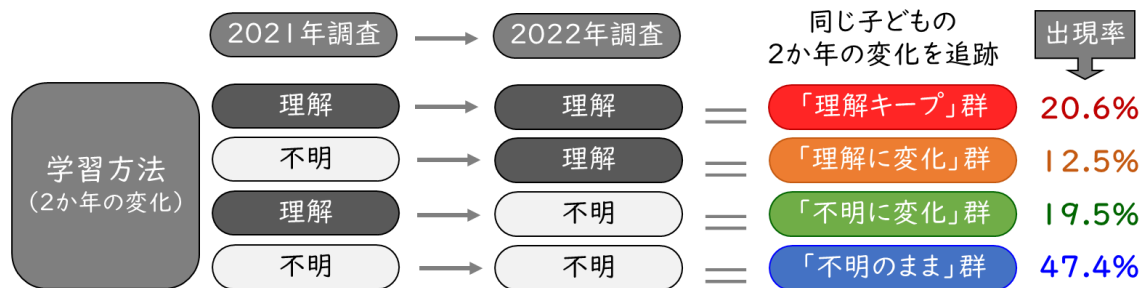 2021年調査 2022年調査 同じ子どもの 出現率
2か年の変化を追跡
理解 理解 = 「理解キープ」群 20.6%
不明 理解 = 「理解に変化」群 12.5%
学習方法
(2か年の変化)
理解 不明 = 「不明に変化」群 19.5%
不明 不明 = 「不明のまま」群 47.4%